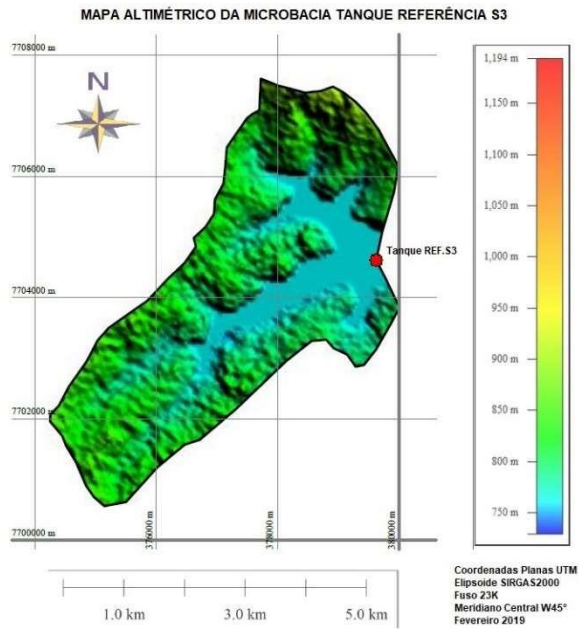 MAPA ALTIMÉTRICO DA MICROBACIA TANQUE REFERÊNCIA S3
7708000 m
N
7706000 m
Tanque REF.S3
7704000 m
7702000 m
7700000 m
376000 m
378000 m
380000 m
1.0 km
3.0 km
5.0 km
1,194 m
1,150 m
1,100 m
1,050 m
1,000 m
950 m
900 m
850 m
800 m
750 m
Coordenadas Planas UTM
Elipsoide SIRGAS2000
Fuso 23K
Meridiano Central W45°
Fevereiro 2019